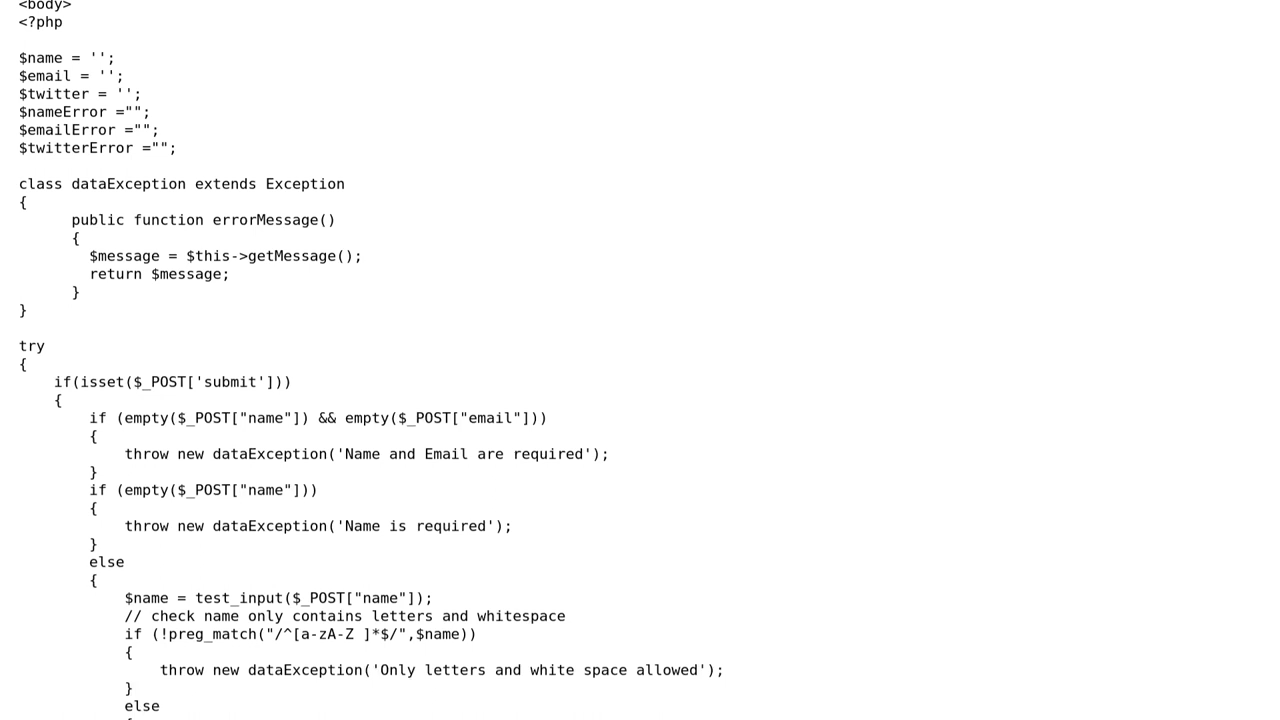 <body>
<?php

$name = '';
$email = '';
$twitter = '';
$nameError ="";
$emailError ="";
$twitterError ="";

class dataException extends Exception
{
      public function errorMessage()
      {
        $message = $this->getMessage();
        return $message;
      }
}

try
{
    if(isset($_POST['submit']))
    {
        if (empty($_POST["name"]) && empty($_POST["email"]))
        {
            throw new dataException('Name and Email are required');
        }
        if (empty($_POST["name"]))
        {
            throw new dataException('Name is required');
        }
        else
        {
            $name = test_input($_POST["name"]);
            // check name only contains letters and whitespace
            if (!preg_match("/^[a-zA-Z ]*$/",$name))
            {
                throw new dataException('Only letters and white space allowed');
            }
            else
            {